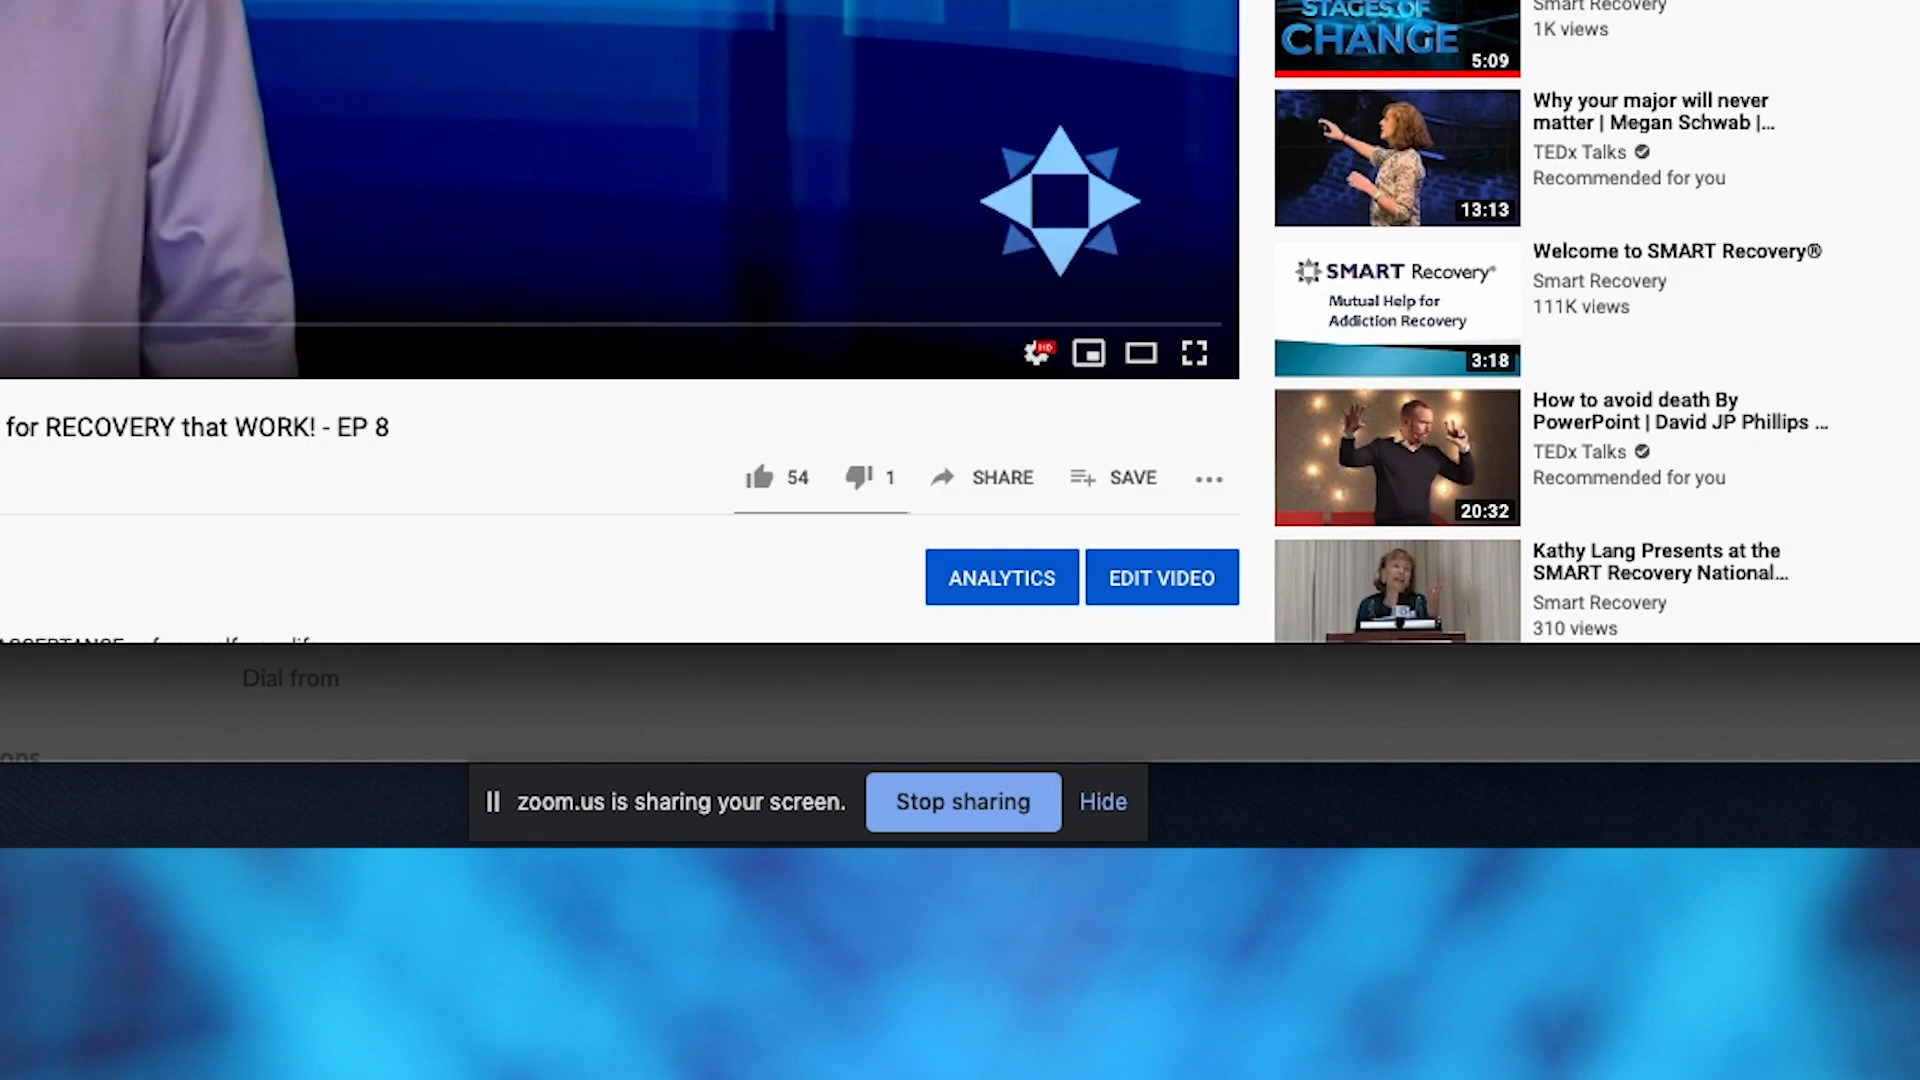 STAGES OF
CHANGE
5:09
Smart Recovery
1K views
Why your major will never
matter | Megan Schwab |...
TEDx Talks
Recommended for you
13:13
SMART Recovery®
Mutual Help for
Addiction Recovery
3:18
Welcome to SMART Recovery®
Smart Recovery
111K views
How to avoid death By
PowerPoint | David JP Phillips ...
TEDx Talks
Recommended for you
20:32
Kathy Lang Presents at the
SMART Recovery National...
Smart Recovery
310 views
HD
for RECOVERY that WORK! - EP 8
54
1
SHARE
SAVE
ANALYTICS
EDIT VIDEO
Dial from
zoom.us is sharing your screen.
Stop sharing
Hide